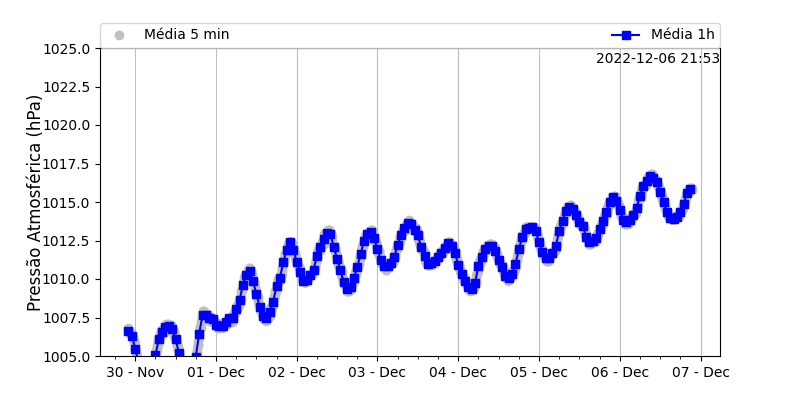 Média 5 min
Média 1h
2022-12-06 21:53
Pressão Atmosférica (hPa)
1025.0
1022.5
1020.0
1017.5
1015.0
1012.5
1010.0
1007.5
1005.0
30 - Nov
01 - Dec
02 - Dec
03 - Dec
04 - Dec
05 - Dec
06 - Dec
07 - Dec